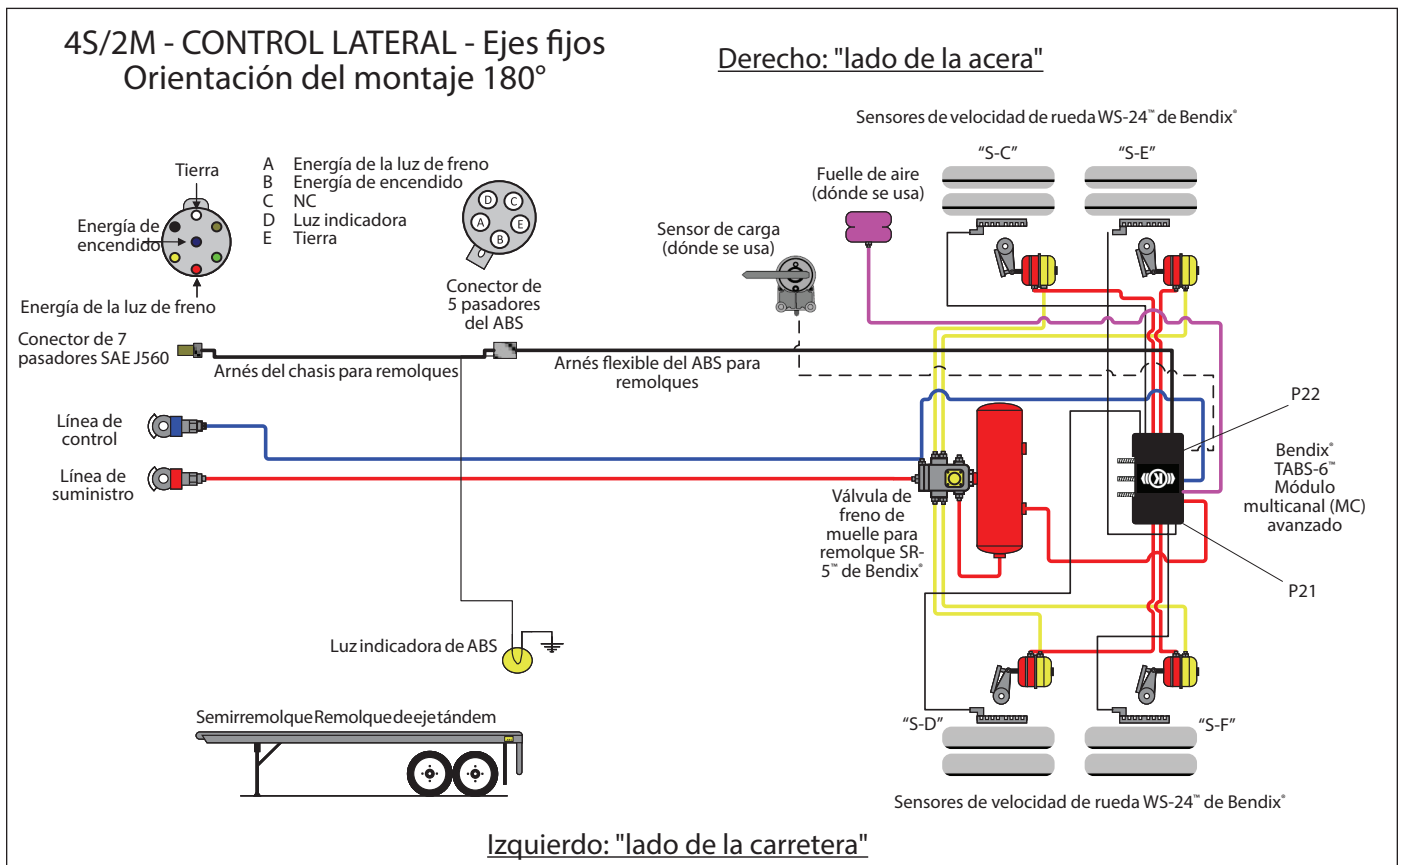 4S/2M - CONTROL LATERAL - Ejes fijos
Orientación del montaje 180°
Derecho: "lado de la acera"
Sensores de velocidad de rueda WS-24™ de Bendix®
"S-C"
"S-E"
Tierra
Energía de
encendido
Energía de la luz de freno
A Energía de la luz de freno
B Energía de encendido
C NC
D Luz indicadora
E Tierra
D
C
A
E
B
Conector de
5 pasadores
del ABS
Fuelle de aire
(dónde se usa)
Sensor de carga
(dónde se usa)
Conector de 7
pasadores SAE J560
Arnés del chasis para remolques
Arnés flexible del ABS para
remolques
Línea de
control
Línea de
suministro
Válvula de
freno de
muelle para
remolque SR-
5™ de Bendix®
P22
Bendix®
TABS-6™
Módulo
multicanal (MC)
avanzado
P21
Luz indicadora de ABS
Semirremolque Remolque de eje tándem
"S-D"
"S-F"
Sensores de velocidad de rueda WS-24™ de Bendix®
Izquierdo: "lado de la carretera"